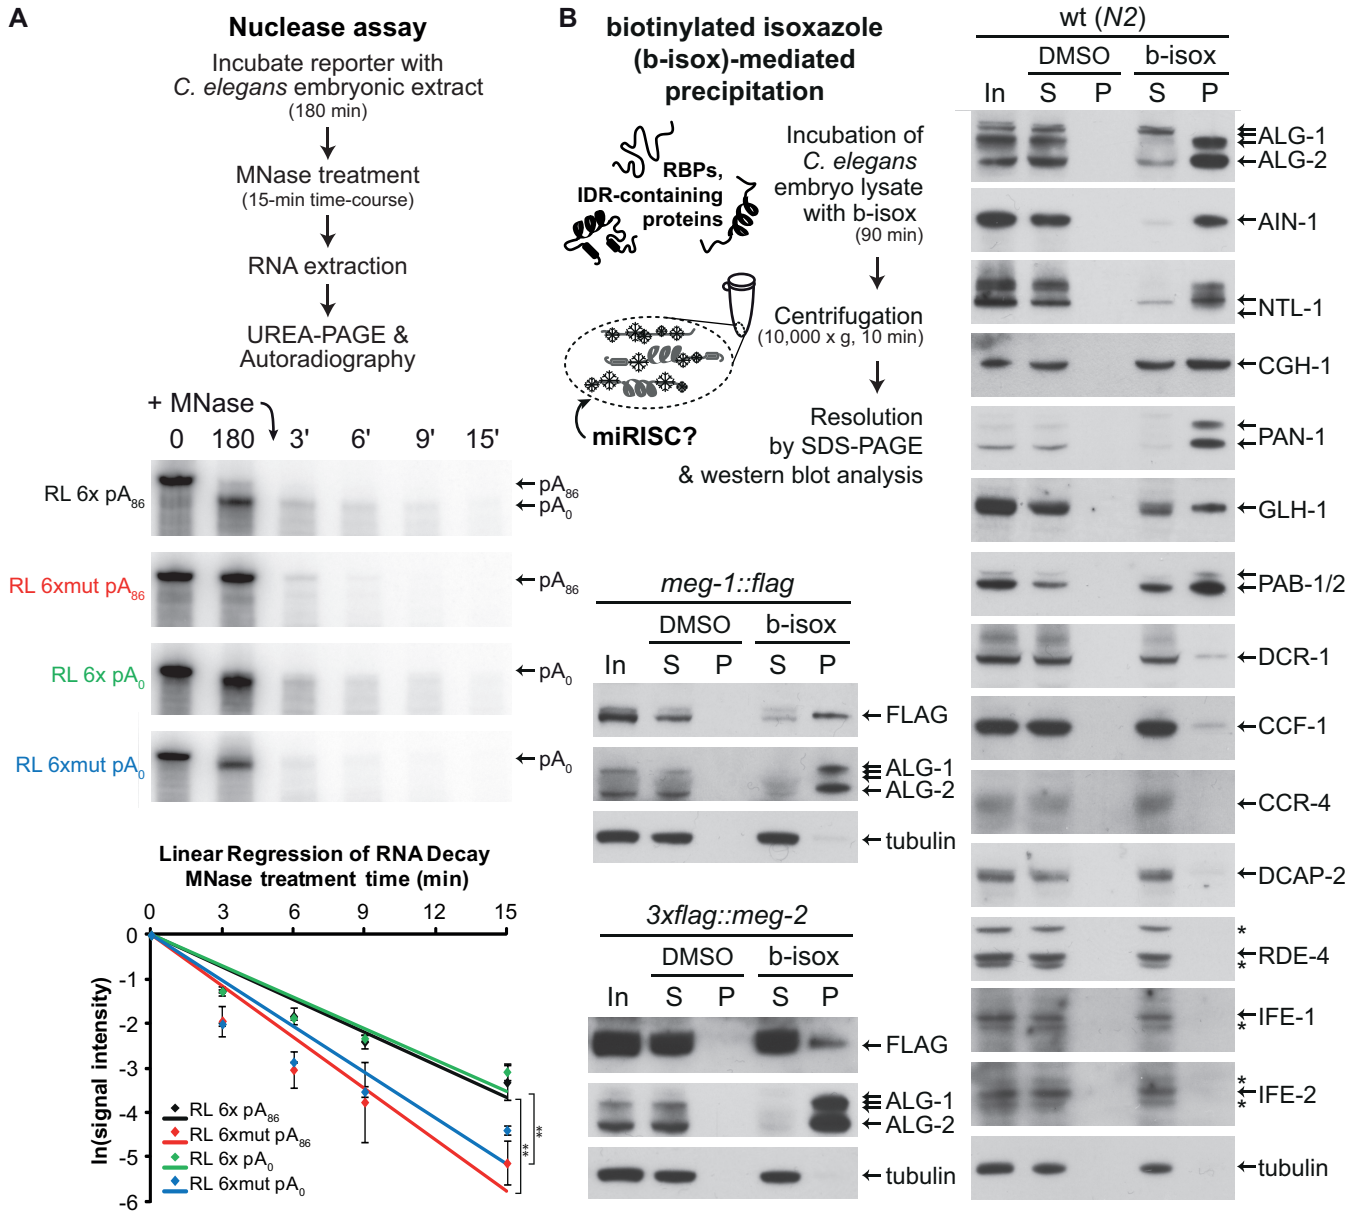 A
Nuclease assay
Incubate reporter with
C. elegans embryonic extract
(180 min)
MNase treatment
(15-min time-course)
RNA extraction
UREA-PAGE &
Autoradiography
+ MNase
0 180 3' 6' 9' 15'
RL 6x pA86
pA86
pA0
RL 6xmut pA86
pA86
RL 6x pA0
pA0
RL 6xmut pA0
pA0
Linear Regression of RNA Decay
MNase treatment time (min)
0 3 6 9 12 15
0
-1
-2
-3
-4
-5
-6
ln(signal intensity)
RL 6x pA86
RL 6xmut pA86
RL 6x pA0
RL 6xmut pA0
**
**
B
biotinylated isoxazole
(b-isox)-mediated
precipitation
RBPs,
IDR-containing
proteins
miRISC?
Incubation of
C. elegans
embryo lysate
with b-isox
(90 min)
Centrifugation
(10,000 x g, 10 min)
Resolution
by SDS-PAGE
& western blot analysis
meg-1::flag
DMSO b-isox
In S P S P
FLAG
ALG-1
ALG-2
tubulin
3xflag::meg-2
DMSO b-isox
In S P S P
FLAG
ALG-1
ALG-2
tubulin
wt (N2)
DMSO b-isox
In S P S P
ALG-1
ALG-2
AIN-1
NTL-1
CGH-1
PAN-1
GLH-1
PAB-1/2
DCR-1
CCF-1
CCR-4
DCAP-2
*
RDE-4
*
IFE-1
*
*
IFE-2
*
tubulin